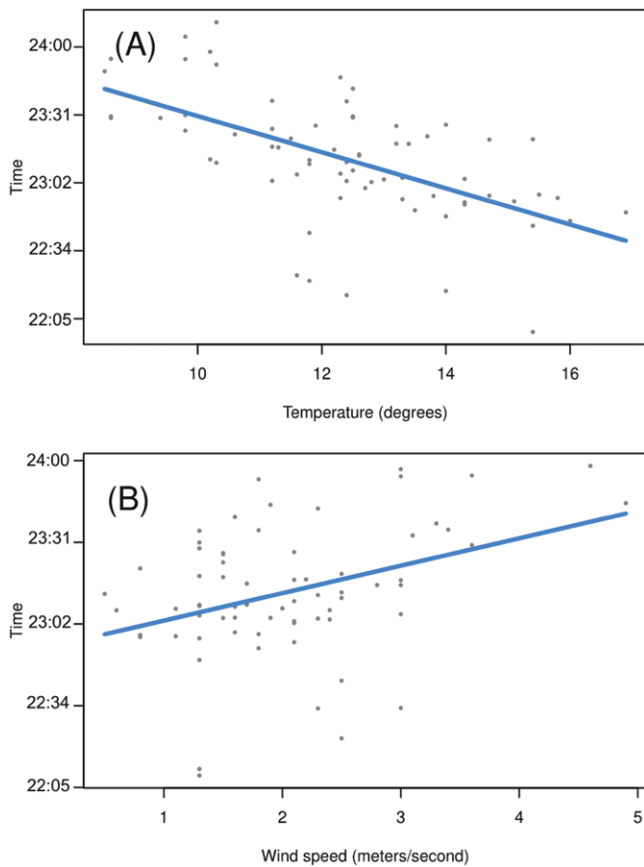 (A)
24:00
23:31
23:02
22:34
22:05
Time
10 12 14 16
Temperature (degrees)
(B)
24:00
23:31
23:02
22:34
22:05
Time
1 2 3 4 5
Wind speed (meters/second)